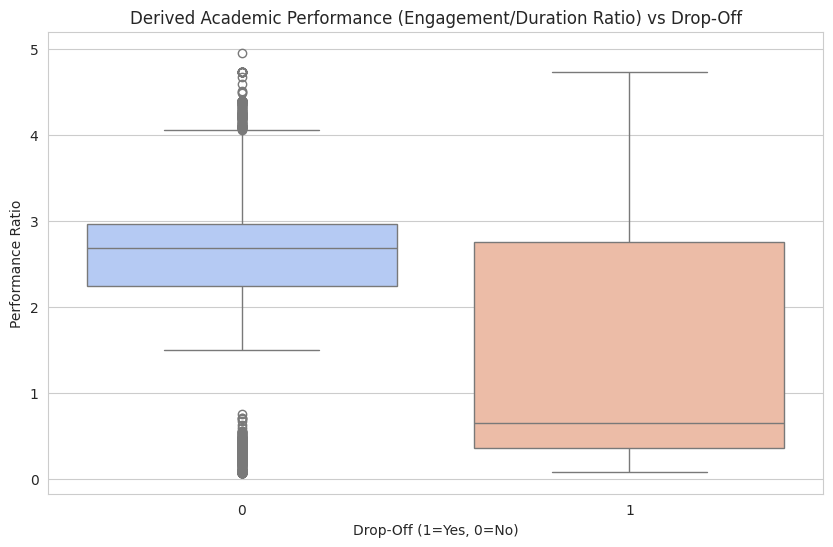 Derived Academic Performance (Engagement/Duration Ratio) vs Drop-Off
5
4
3
2
1
0
Performance Ratio
0 1
Drop-Off (1=Yes, 0=No)